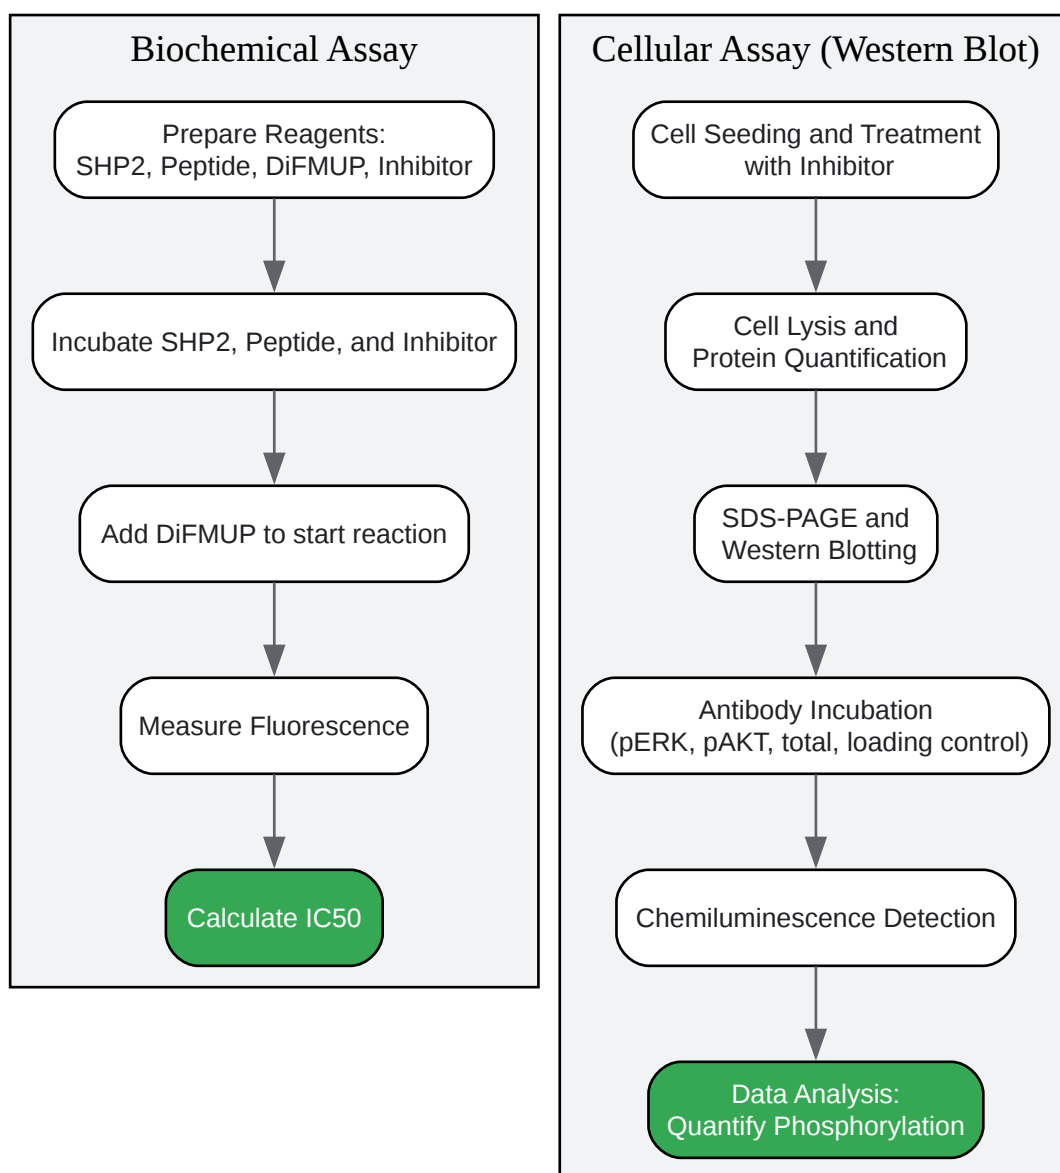 Biochemical Assay
Prepare Reagents:
SHP2, Peptide, DiFMUP, Inhibitor
Incubate SHP2, Peptide, and Inhibitor
Add DiFMUP to start reaction
Measure Fluorescence
Calculate IC50
Cellular Assay (Western Blot)
Cell Seeding and Treatment
with Inhibitor
Cell Lysis and
Protein Quantification
SDS-PAGE and
Western Blotting
Antibody Incubation
(pERK, pAKT, total, loading control)
Chemiluminescence Detection
Data Analysis:
Quantify Phosphorylation